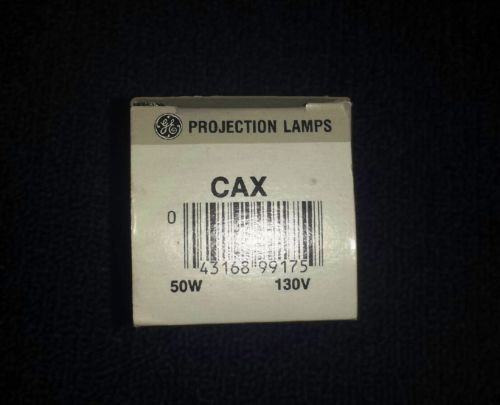 GE PROJECTION LAMPS
CAX
0
43168 99175
50W 130V